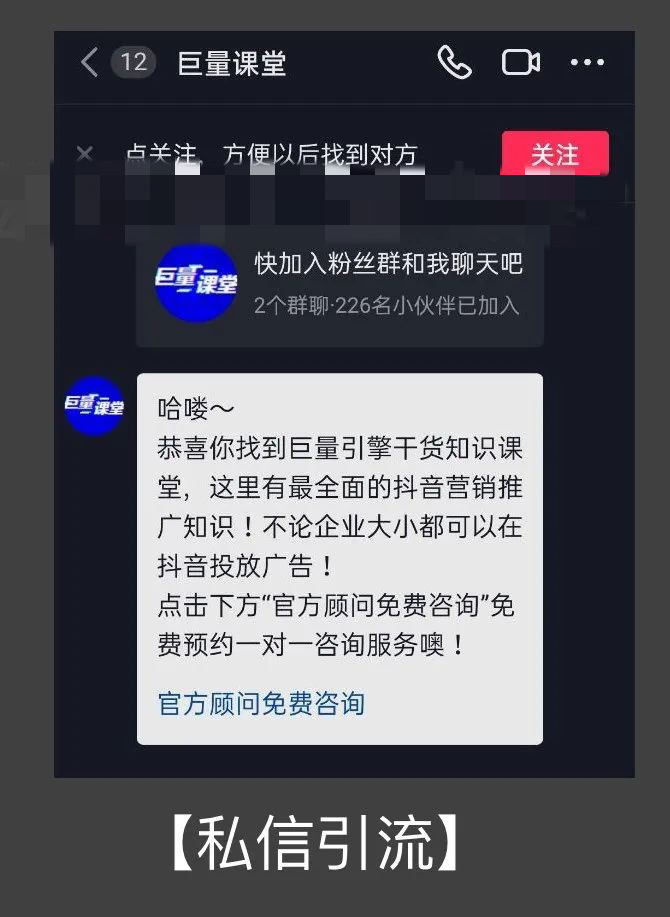 12 巨量课堂
点关注，方便以后找到对方 关注
快加入粉丝群和我聊天吧
巨量课堂 2个群聊·226名小伙伴已加入
巨量课堂
哈喽～
恭喜你找到巨量引擎干货知识课
堂，这里有最全面的抖音营销推
广知识！不论企业大小都可以在
抖音投放广告！
点击下方“官方顾问免费咨询”免
费预约一对一咨询服务噢！
官方顾问免费咨询
【私信引流】